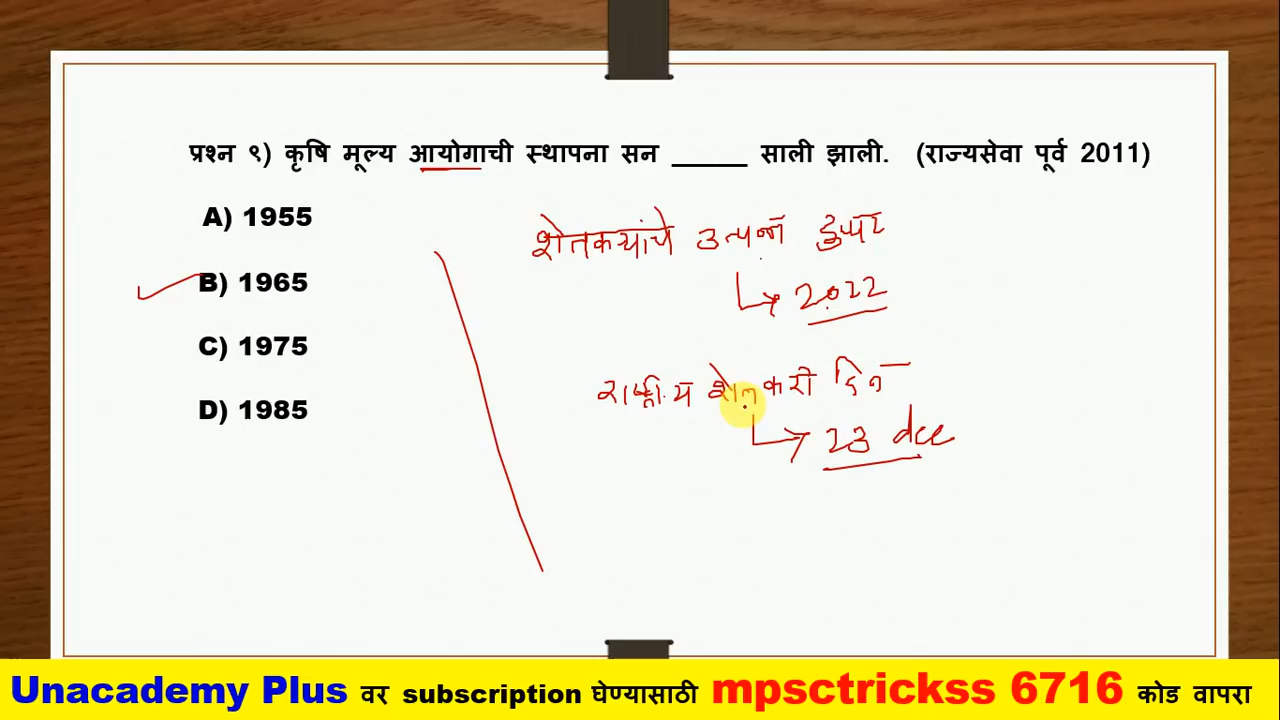 प्रश्न ९) कृषि मूल्य आयोगाची स्थापना सन _____ साली झाली. (राज्यसेवा पूर्व 2011)
A) 1955
B) 1965
C) 1975
D) 1985
शेतकऱ्यांचे उत्पन्न दुप्पट
2022
राष्ट्रीय शेतकरी दिन
23 dec
Unacademy Plus वर subscription घेण्यासाठी mpsctrickss 6716 कोड वापरा